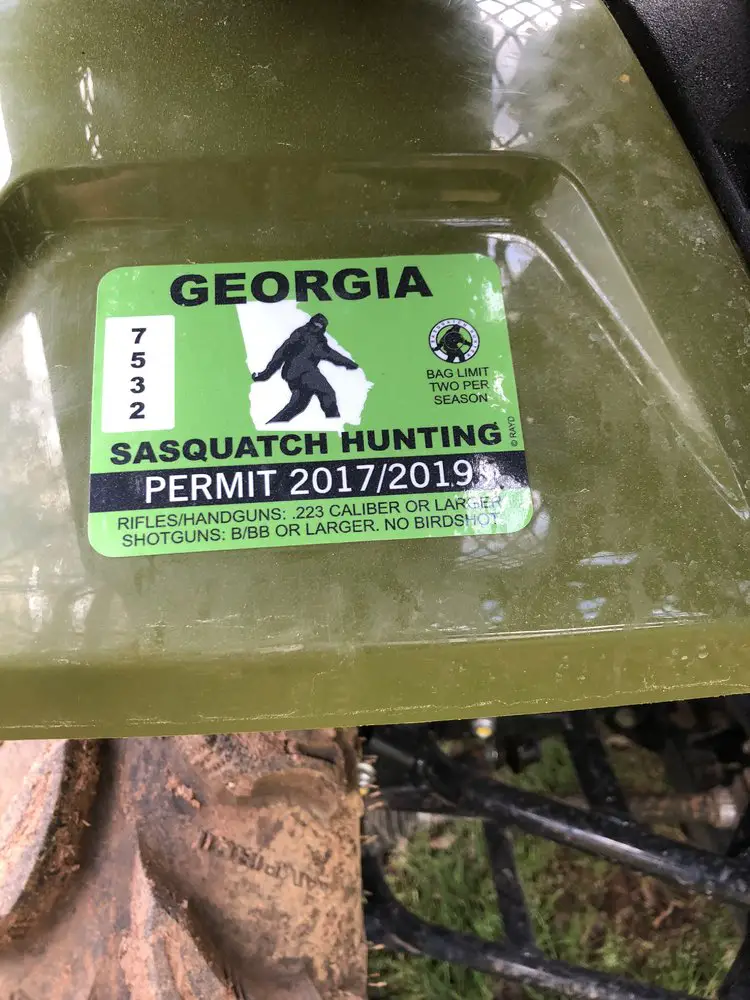 GEORGIA
7
5
3
2
BAG LIMIT
TWO PER
SEASON
© RAYD
SASQUATCH HUNTING
PERMIT 2017/2019
RIFLES/HANDGUNS: .223 CALIBER OR LARGER
SHOTGUNS: B/BB OR LARGER. NO BIRDSHOT